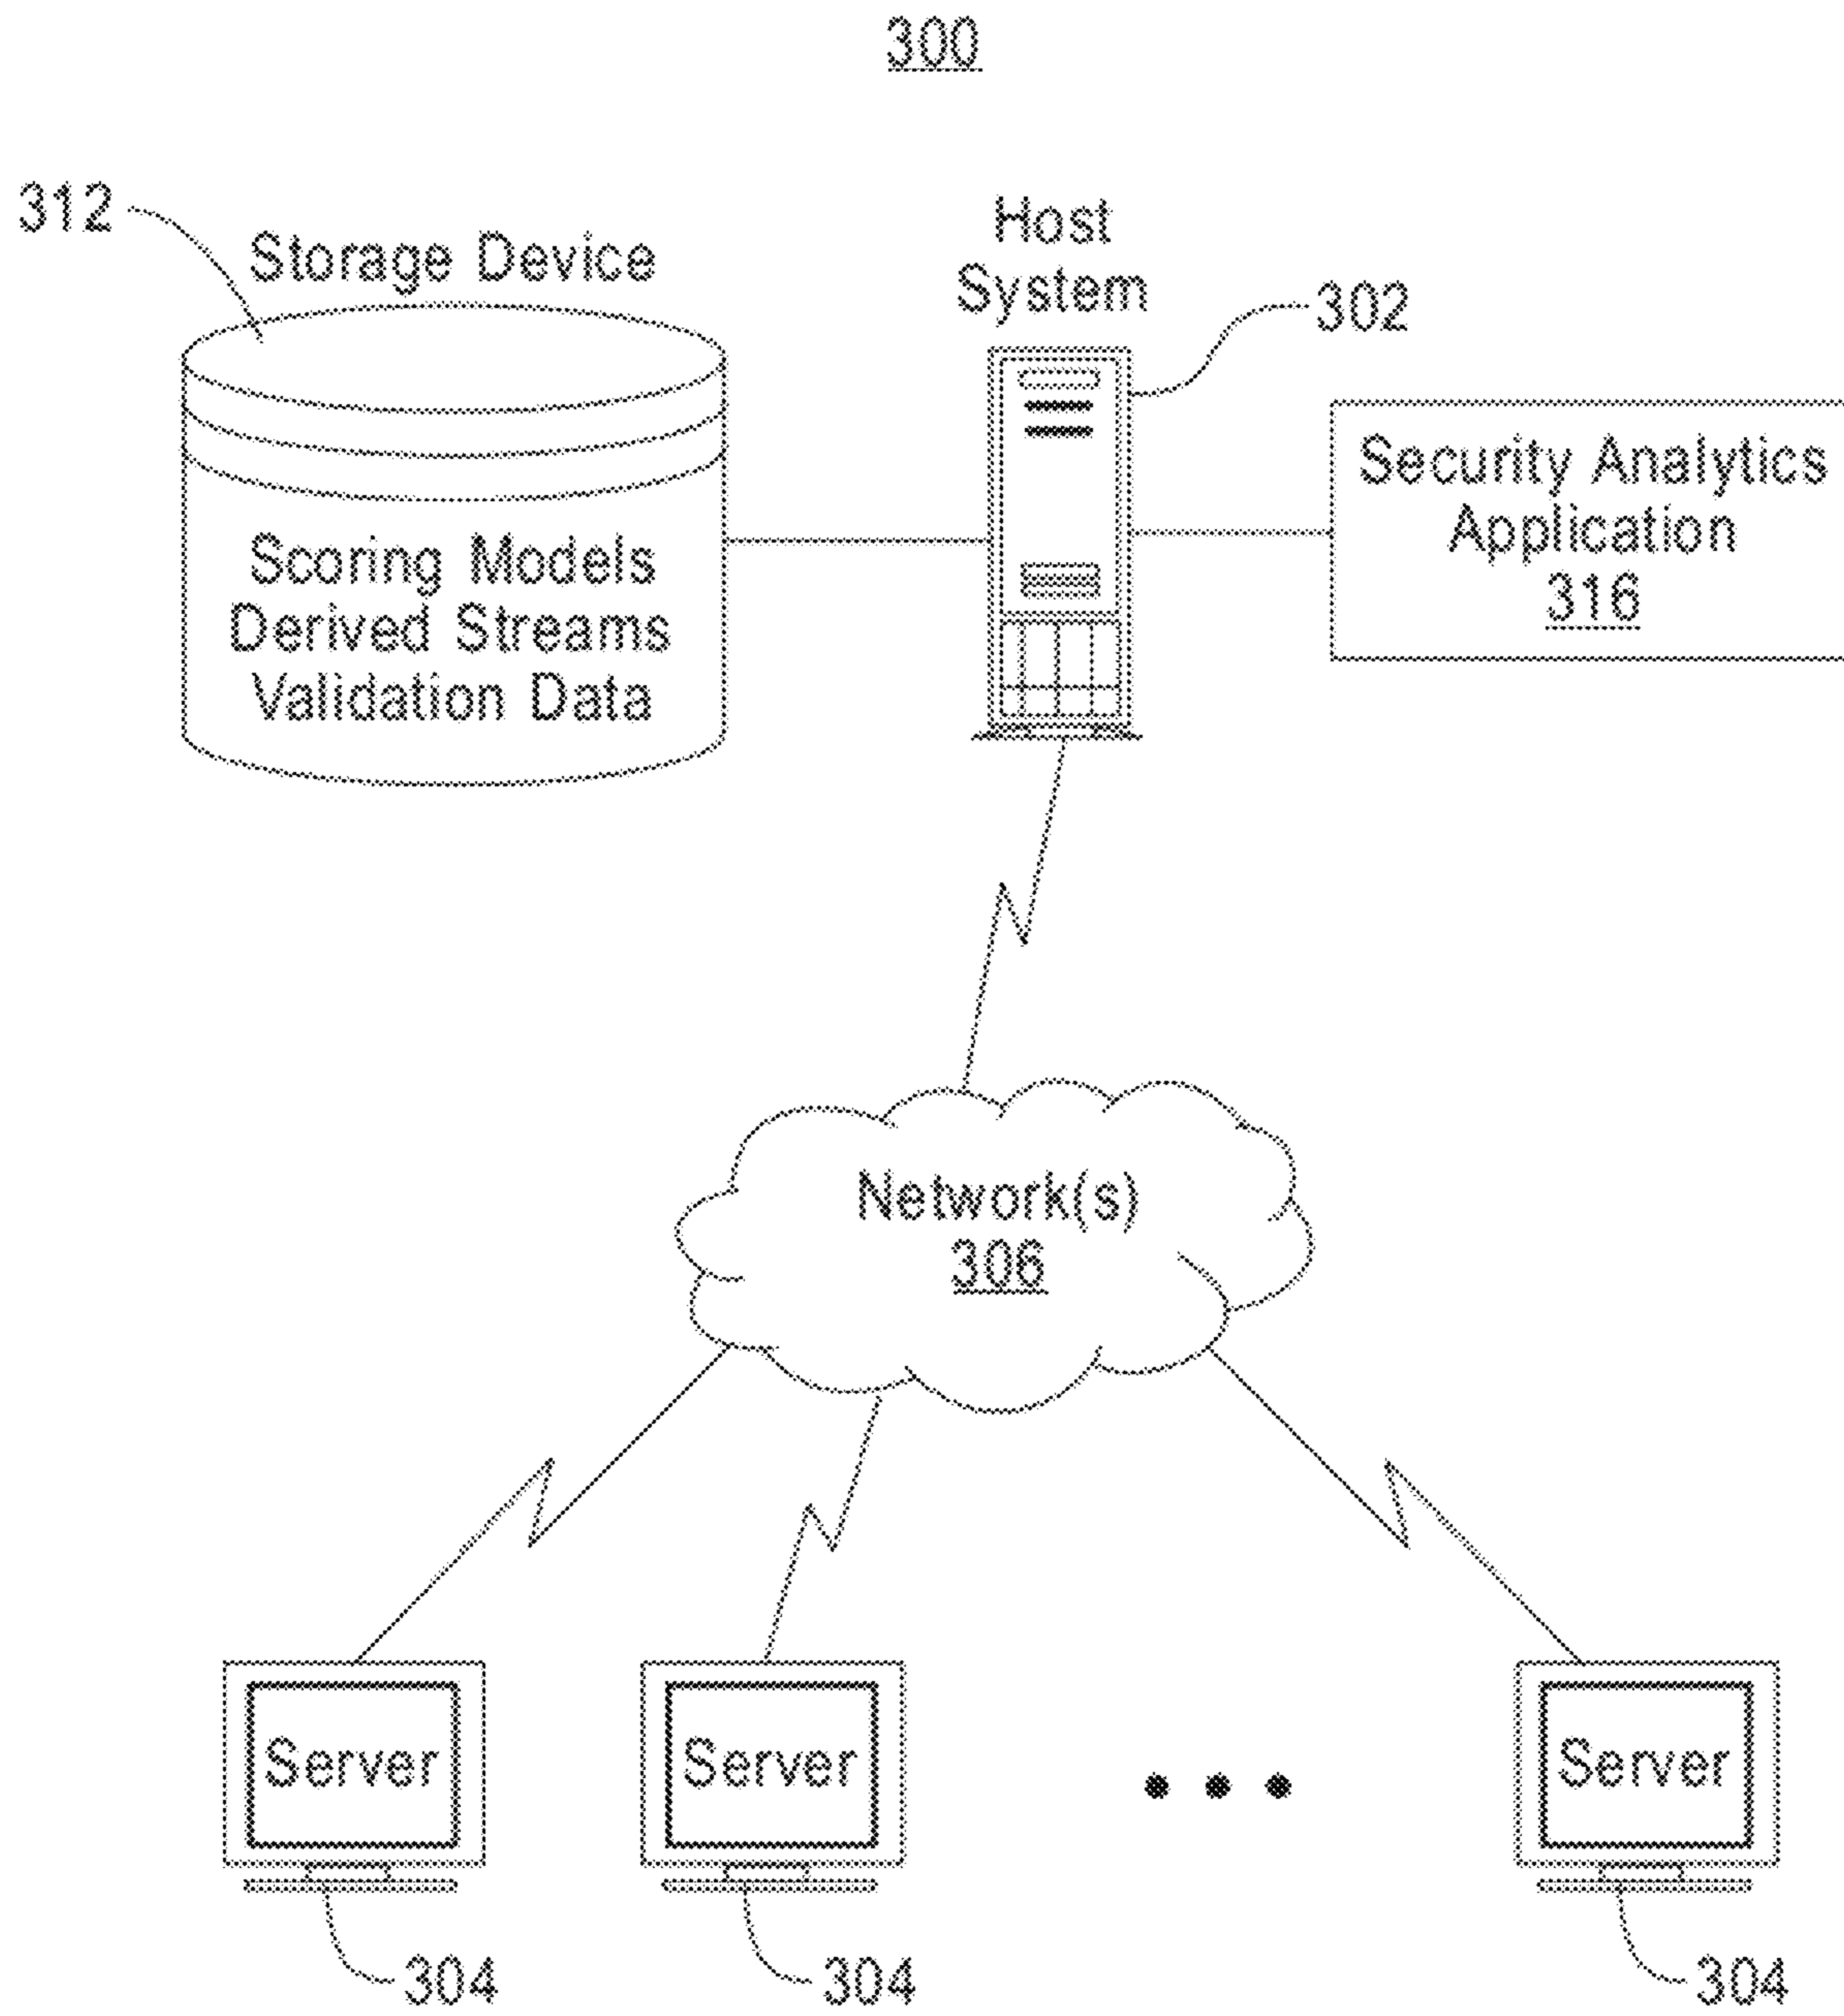 300
312
Storage Device
Host
System
302
Scoring Models
Derived Streams
Validation Data
Security Analytics
Application
316
Network(s)
306
Server
Server
Server
304
304
304